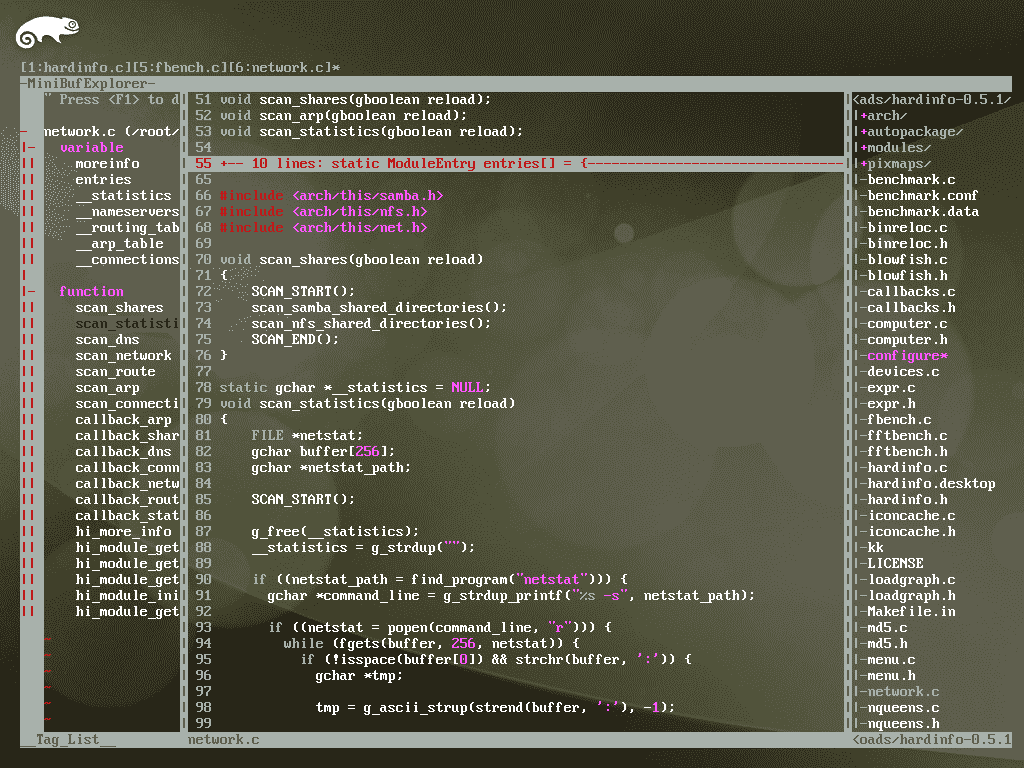 [1:hardinfo.c][5:fbench.c][6:network.c]*
-MiniBufExplorer-
" Press <F1> to d
network.c (/root/
variable
moreinfo
entries
__statistics
__nameservers
__routing_tab
__arp_table
__connections
function
scan_shares
scan_statisti
scan_dns
scan_network
scan_route
scan_arp
scan_connecti
callback_arp
callback_shar
callback_dns
callback_conn
callback_netw
callback_rout
callback_stat
hi_more_info
hi_module_get
hi_module_get
hi_module_get
hi_module_ini
hi_module_get
__Tag_List__
51 void scan_shares(gboolean reload);
52 void scan_arp(gboolean reload);
53 void scan_statistics(gboolean reload);
54
55 +-- 10 lines: static ModuleEntry entries[] = {--------------------------------
65
66 #include <arch/this/samba.h>
67 #include <arch/this/nfs.h>
68 #include <arch/this/net.h>
69
70 void scan_shares(gboolean reload)
71 {
72     SCAN_START();
73     scan_samba_shared_directories();
74     scan_nfs_shared_directories();
75     SCAN_END();
76 }
77
78 static gchar *__statistics = NULL;
79 void scan_statistics(gboolean reload)
80 {
81     FILE *netstat;
82     gchar buffer[256];
83     gchar *netstat_path;
84
85     SCAN_START();
86
87     g_free(__statistics);
88     __statistics = g_strdup("");
89
90     if ((netstat_path = find_program("netstat"))) {
91       gchar *command_line = g_strdup_printf("%s -s", netstat_path);
92
93       if ((netstat = popen(command_line, "r"))) {
94         while (fgets(buffer, 256, netstat)) {
95           if (!isspace(buffer[0]) && strchr(buffer, ':')) {
96             gchar *tmp;
97
98             tmp = g_ascii_strup(strend(buffer, ':'), -1);
99
network.c
<ads/hardinfo-0.5.1/
|+arch/
|+autopackage/
|+modules/
|+pixmaps/
|-benchmark.c
|-benchmark.conf
|-benchmark.data
|-binreloc.c
|-binreloc.h
|-blowfish.c
|-blowfish.h
|-callbacks.c
|-callbacks.h
|-computer.c
|-computer.h
|-configure*
|-devices.c
|-expr.c
|-expr.h
|-fbench.c
|-fftbench.c
|-fftbench.h
|-hardinfo.c
|-hardinfo.desktop
|-hardinfo.h
|-iconcache.c
|-iconcache.h
|-kk
|-LICENSE
|-loadgraph.c
|-loadgraph.h
|-Makefile.in
|-md5.c
|-md5.h
|-menu.c
|-menu.h
|-network.c
|-nqueens.c
|-nqueens.h
<oads/hardinfo-0.5.1